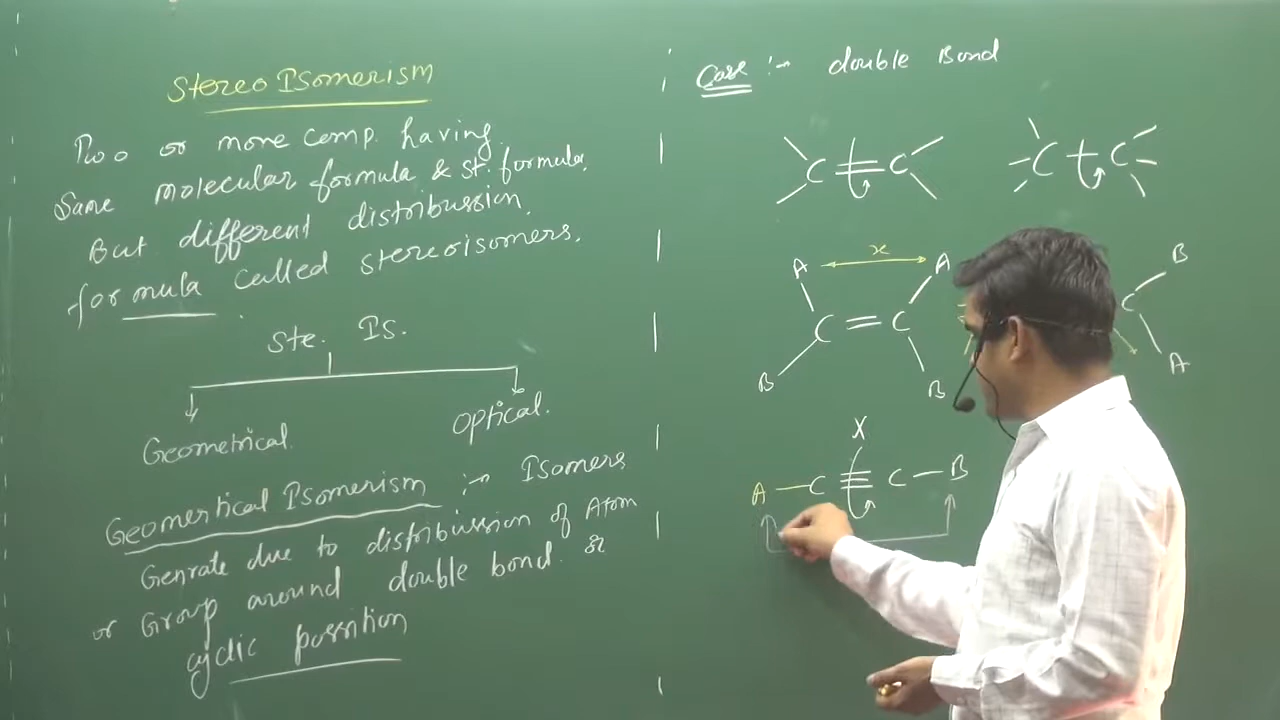 Stereo Isomerism
Two or more comp. having
Same molecular formula & st. formula,
But different distribussion
formula called stereoisomers.
Ste. Is.
Geometrical
Optical.
Geomertical Isomerism :- Isomers
Genrate due to distribussion of Atom
or Group around double bond. or
cyclic parsition
Case :- double Bond
C = C
C C
A x A
C = C
B B
B
C
A
X
A - C ≡ C - B